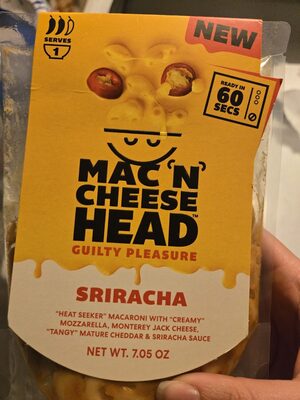 SERVES
1
NEW
READY IN
60
SECS
MAC 'N'
CHEESE
HEAD™
GUILTY PLEASURE
SRIRACHA
"HEAT SEEKER" MACARONI WITH "CREAMY"
MOZZARELLA, MONTEREY JACK CHEESE,
"TANGY" MATURE CHEDDAR & SRIRACHA SAUCE
NET WT. 7.05 OZ